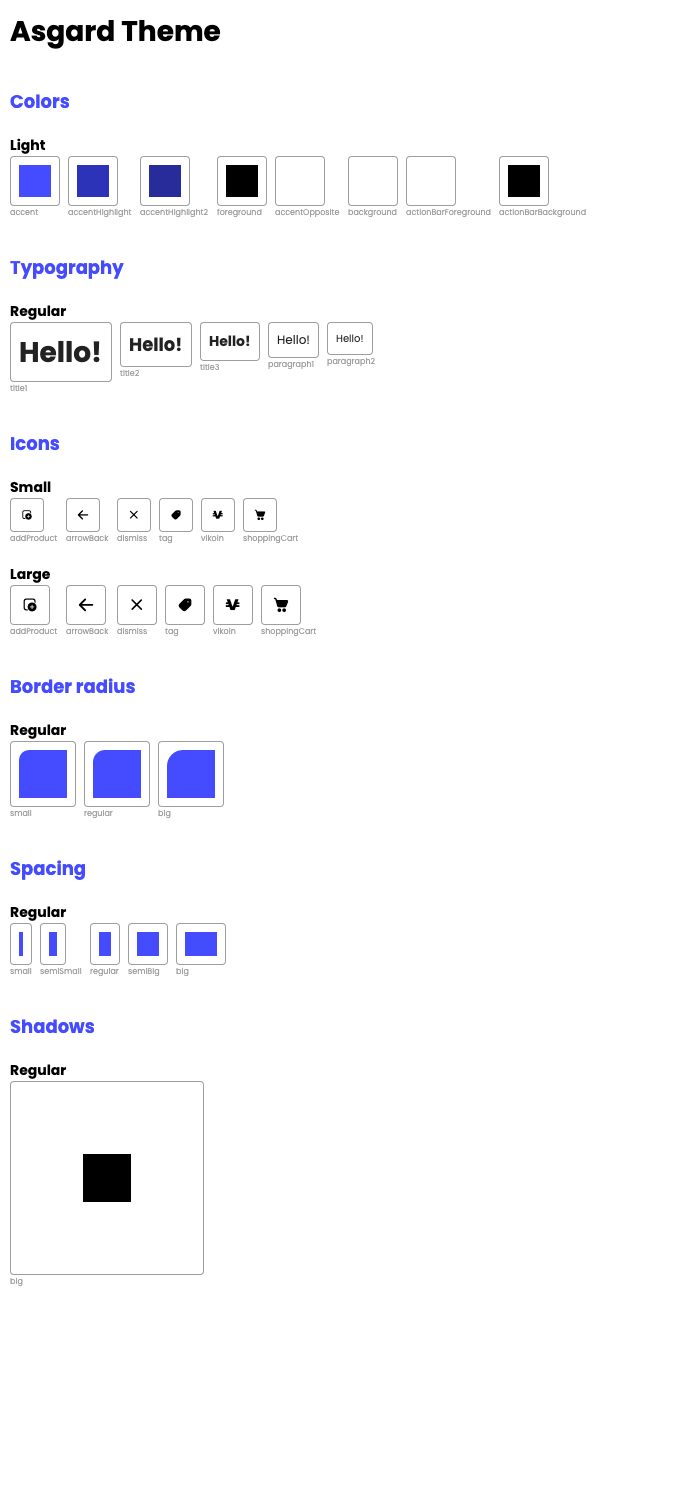 Asgard Theme
Colors
Light
accent accentHighlight accentHighlight2 foreground accentOpposite background actionBarForeground actionBarBackground
Typography
Regular
Hello! Hello! Hello! Hello! Hello!
title1 title2 title3 paragraph1 paragraph2
Icons
Small
addProduct arrowBack dismiss tag vikoin shoppingCart
Large
addProduct arrowBack dismiss tag vikoin shoppingCart
Border radius
Regular
small regular big
Spacing
Regular
small semiSmall regular semiBig big
Shadows
Regular
big